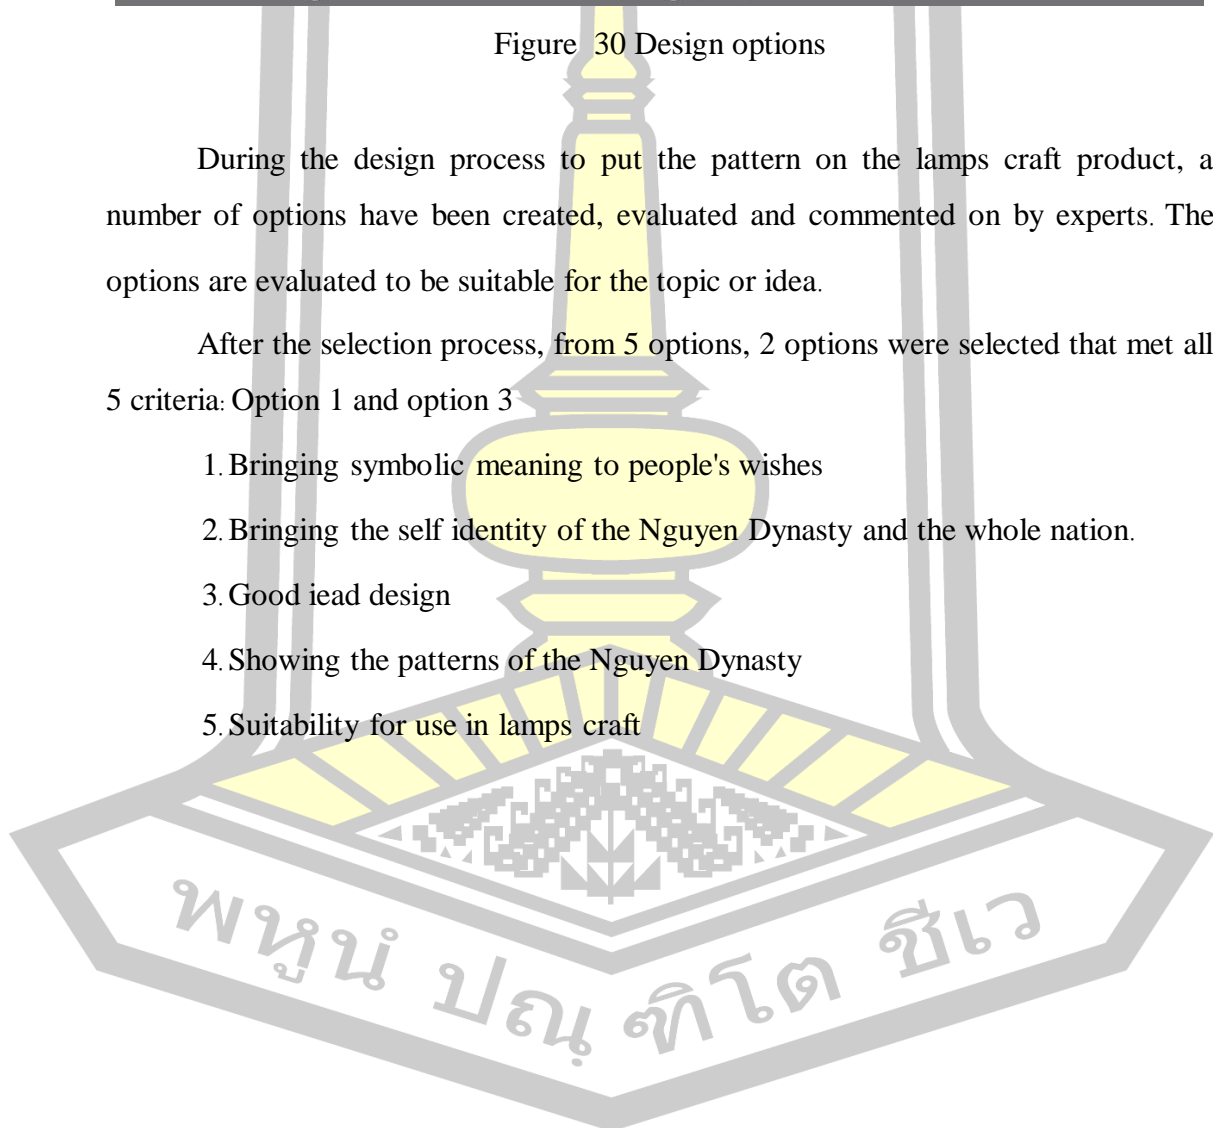 Figure 30 Design options
During the design process to put the pattern on the lamps craft product, a
number of options have been created, evaluated and commented on by experts. The
options are evaluated to be suitable for the topic or idea.
After the selection process, from 5 options, 2 options were selected that met all
5 criteria: Option 1 and option 3
1. Bringing symbolic meaning to people's wishes
2. Bringing the self identity of the Nguyen Dynasty and the whole nation.
3. Good iead design
4. Showing the patterns of the Nguyen Dynasty
5. Suitability for use in lamps craft
พหูนํ ปณฺฑิโต ชีเว